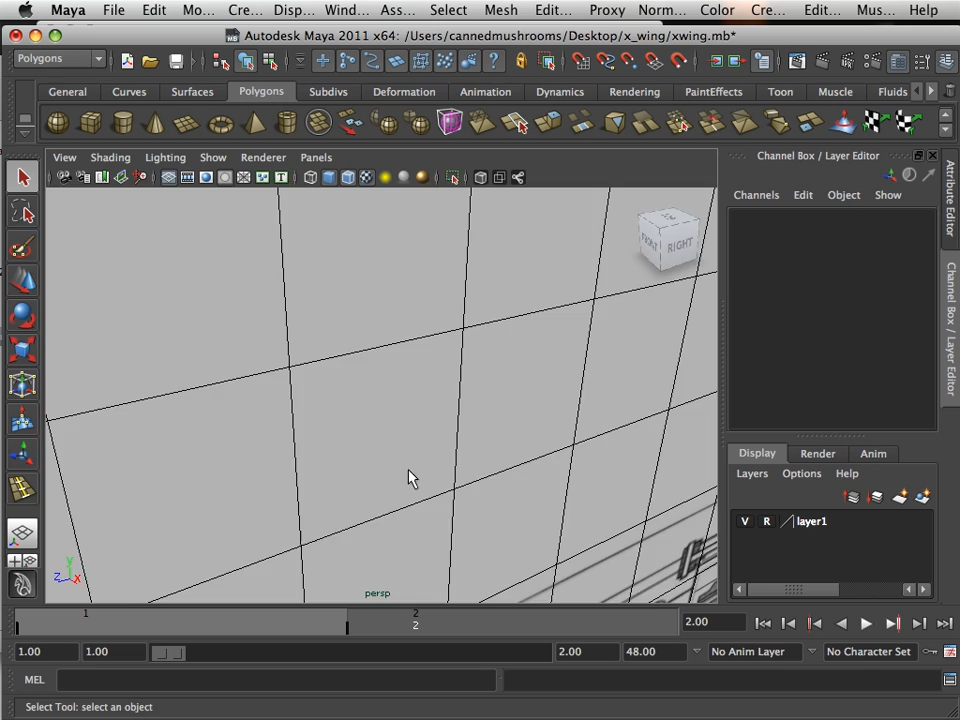 Maya File Edit Mo... Cre... Disp... Wind... Ass... Select Mesh Edit... Proxy Norm... Color Cre... Edit... Mus... Help
Autodesk Maya 2011 x64: /Users/cannedmushrooms/Desktop/x_wing/xwing.mb*
Polygons
General Curves Surfaces Polygons Subdivs Deformation Animation Dynamics Rendering PaintEffects Toon Muscle Fluids
View Shading Lighting Show Renderer Panels
Channel Box / Layer Editor
Channels Edit Object Show
Attribute Editor
Channel Box / Layer Editor
FRONT RIGHT
Display Render Anim
Layers Options Help
V R layer1
Y
Z X
persp
1 2
2
2.00
1.00 1.00 2.00 48.00 No Anim Layer No Character Set
MEL
Select Tool: select an object